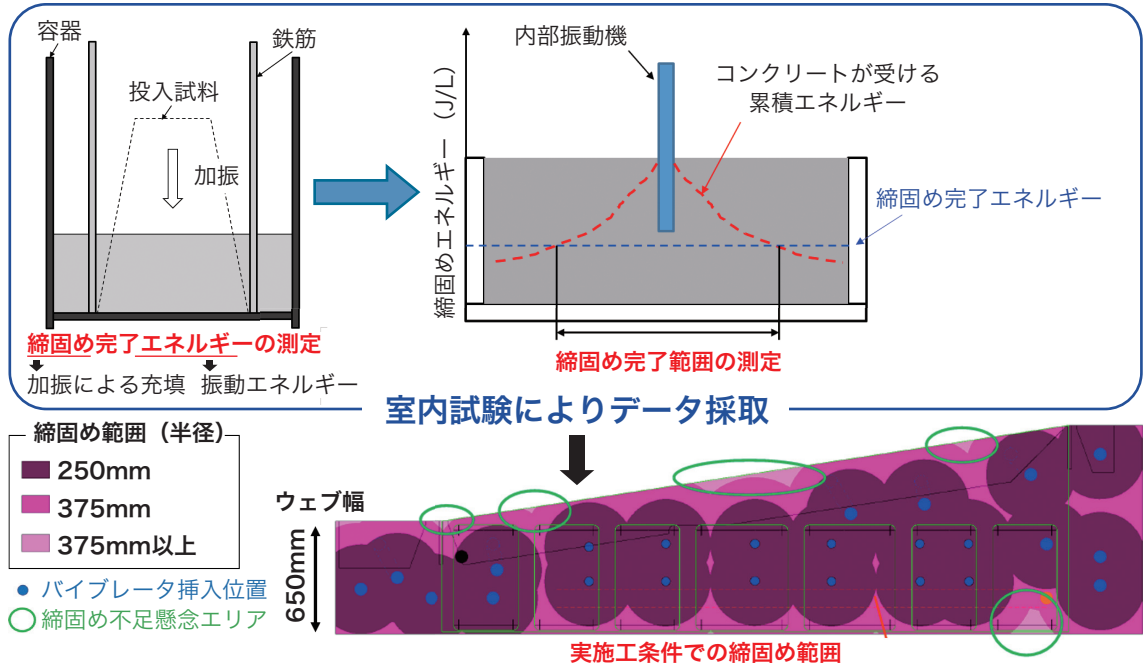 容器
鉄筋
投入試料
加振
締固め完了エネルギーの測定
加振による充填
振動エネルギー
締固めエネルギー（J/L）
内部振動機
コンクリートが受ける
累積エネルギー
締固め完了エネルギー
締固め完了範囲の測定
室内試験によりデータ採取
締固め範囲（半径）
250mm
375mm
375mm以上
バイブレータ挿入位置
締固め不足懸念エリア
ウェブ幅
650mm
実施工条件での締固め範囲